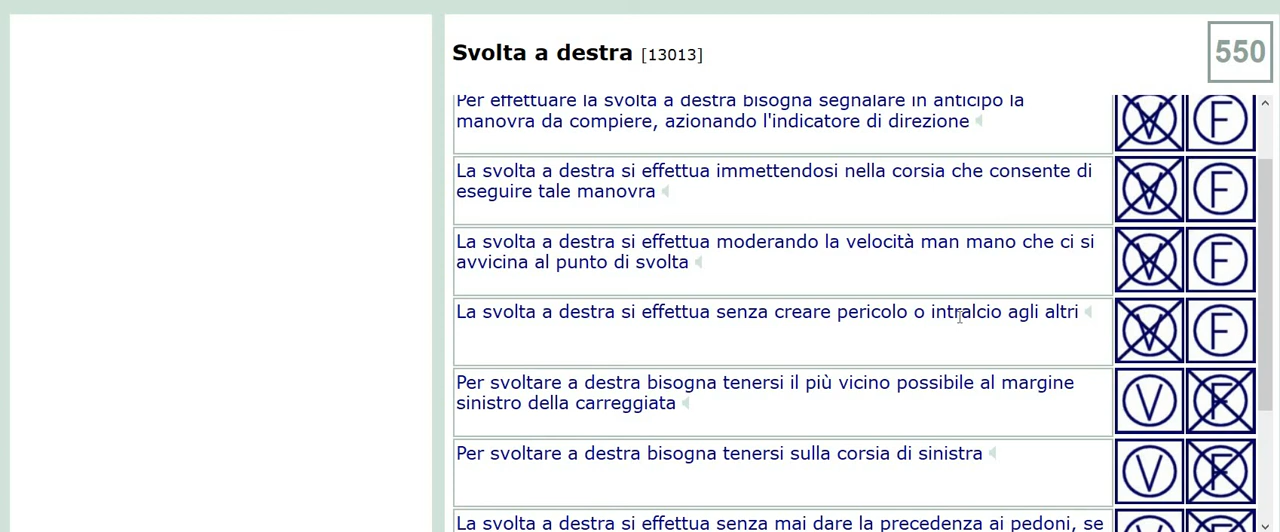 Svolta a destra [13013]
550
Per effettuare la svolta a destra bisogna segnalare in anticipo la
manovra da compiere, azionando l'indicatore di direzione
V F
La svolta a destra si effettua immettendosi nella corsia che consente di
eseguire tale manovra
V F
La svolta a destra si effettua moderando la velocità man mano che ci si
avvicina al punto di svolta
V F
La svolta a destra si effettua senza creare pericolo o intralcio agli altri
V F
Per svoltare a destra bisogna tenersi il più vicino possibile al margine
sinistro della carreggiata
V F
Per svoltare a destra bisogna tenersi sulla corsia di sinistra
V F
La svolta a destra si effettua senza mai dare la precedenza ai pedoni, se